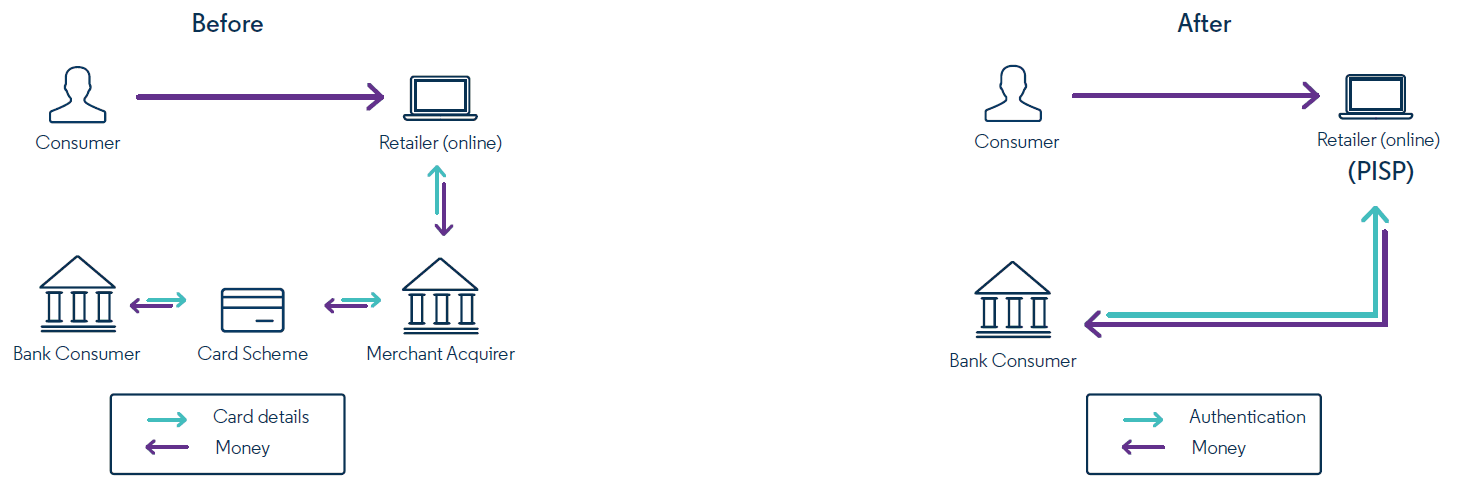 Before
Consumer
Retailer (online)
Bank Consumer
Card Scheme
Merchant Acquirer
Card details
Money
After
Consumer
Retailer (online)
(PISP)
Bank Consumer
Authentication
Money